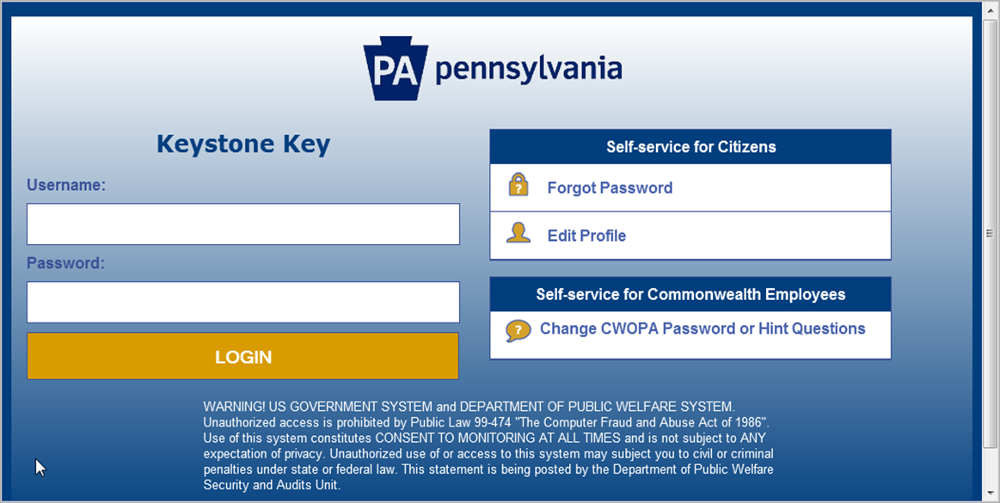 PA pennsylvania
Keystone Key
Username:
Password:
LOGIN
Self-service for Citizens
Forgot Password
Edit Profile
Self-service for Commonwealth Employees
Change CWOPA Password or Hint Questions
WARNING! US GOVERNMENT SYSTEM and DEPARTMENT OF PUBLIC WELFARE SYSTEM.
Unauthorized access is prohibited by Public Law 99-474 "The Computer Fraud and Abuse Act of 1986".
Use of this system constitutes CONSENT TO MONITORING AT ALL TIMES and is not subject to ANY
expectation of privacy. Unauthorized use of or access to this system may subject you to civil or criminal
penalties under state or federal law. This statement is being posted by the Department of Public Welfare
Security and Audits Unit.